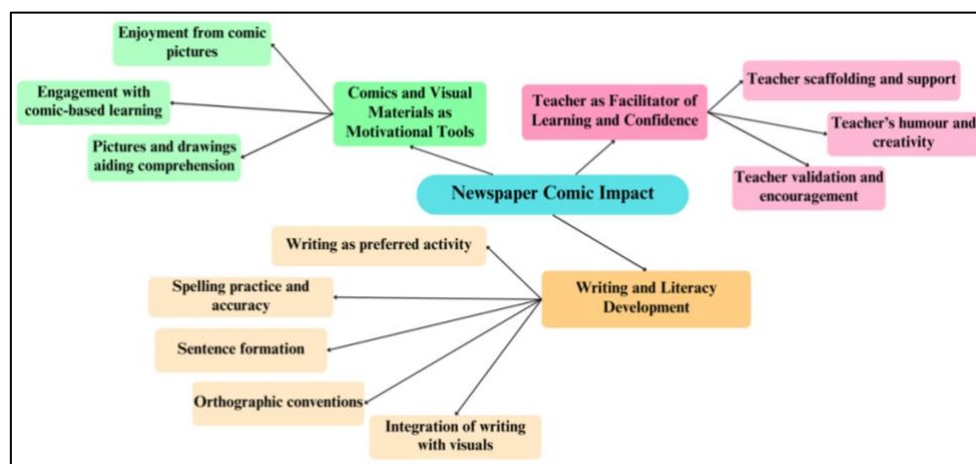 Enjoyment from comic
pictures
Engagement with
comic-based learning
Pictures and drawings
aiding comprehension
Comics and Visual
Materials as
Motivational Tools
Teacher as Facilitator of
Learning and Confidence
Teacher scaffolding and support
Teacher's humour and
creativity
Teacher validation and
encouragement
Newspaper Comic Impact
Writing as preferred activity
Spelling practice and
accuracy
Sentence formation
Orthographic conventions
Integration of writing
with visuals
Writing and Literacy
Development